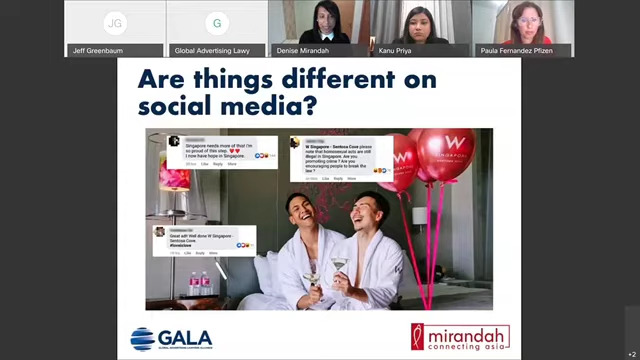 JG
G
Jeff Greenbaum
Global Advertising Lawy
Denise Mirandah
Kanu Priya
Paula Fernandez Pfizen
Are things different on
social media?
Singapore needs more of this! I'm
so proud of this step. ❤❤
I now have hope in Singapore
Like Reply More
W Singapore - Sentosa Cove please
note that homosexual acts are still
illegal in Singapore. Are you
promoting crime? Are you
encouraging people to break the
law?
Like Reply More
Great ad!! Well done W Singapore -
Sentosa Cove
#loveislove
Like Reply More
W
SINGAPORE
W
SINGAPORE
GALA
GLOBAL ADVERTISING LAWYERS ALLIANCE
mirandah
connecting asia
+2